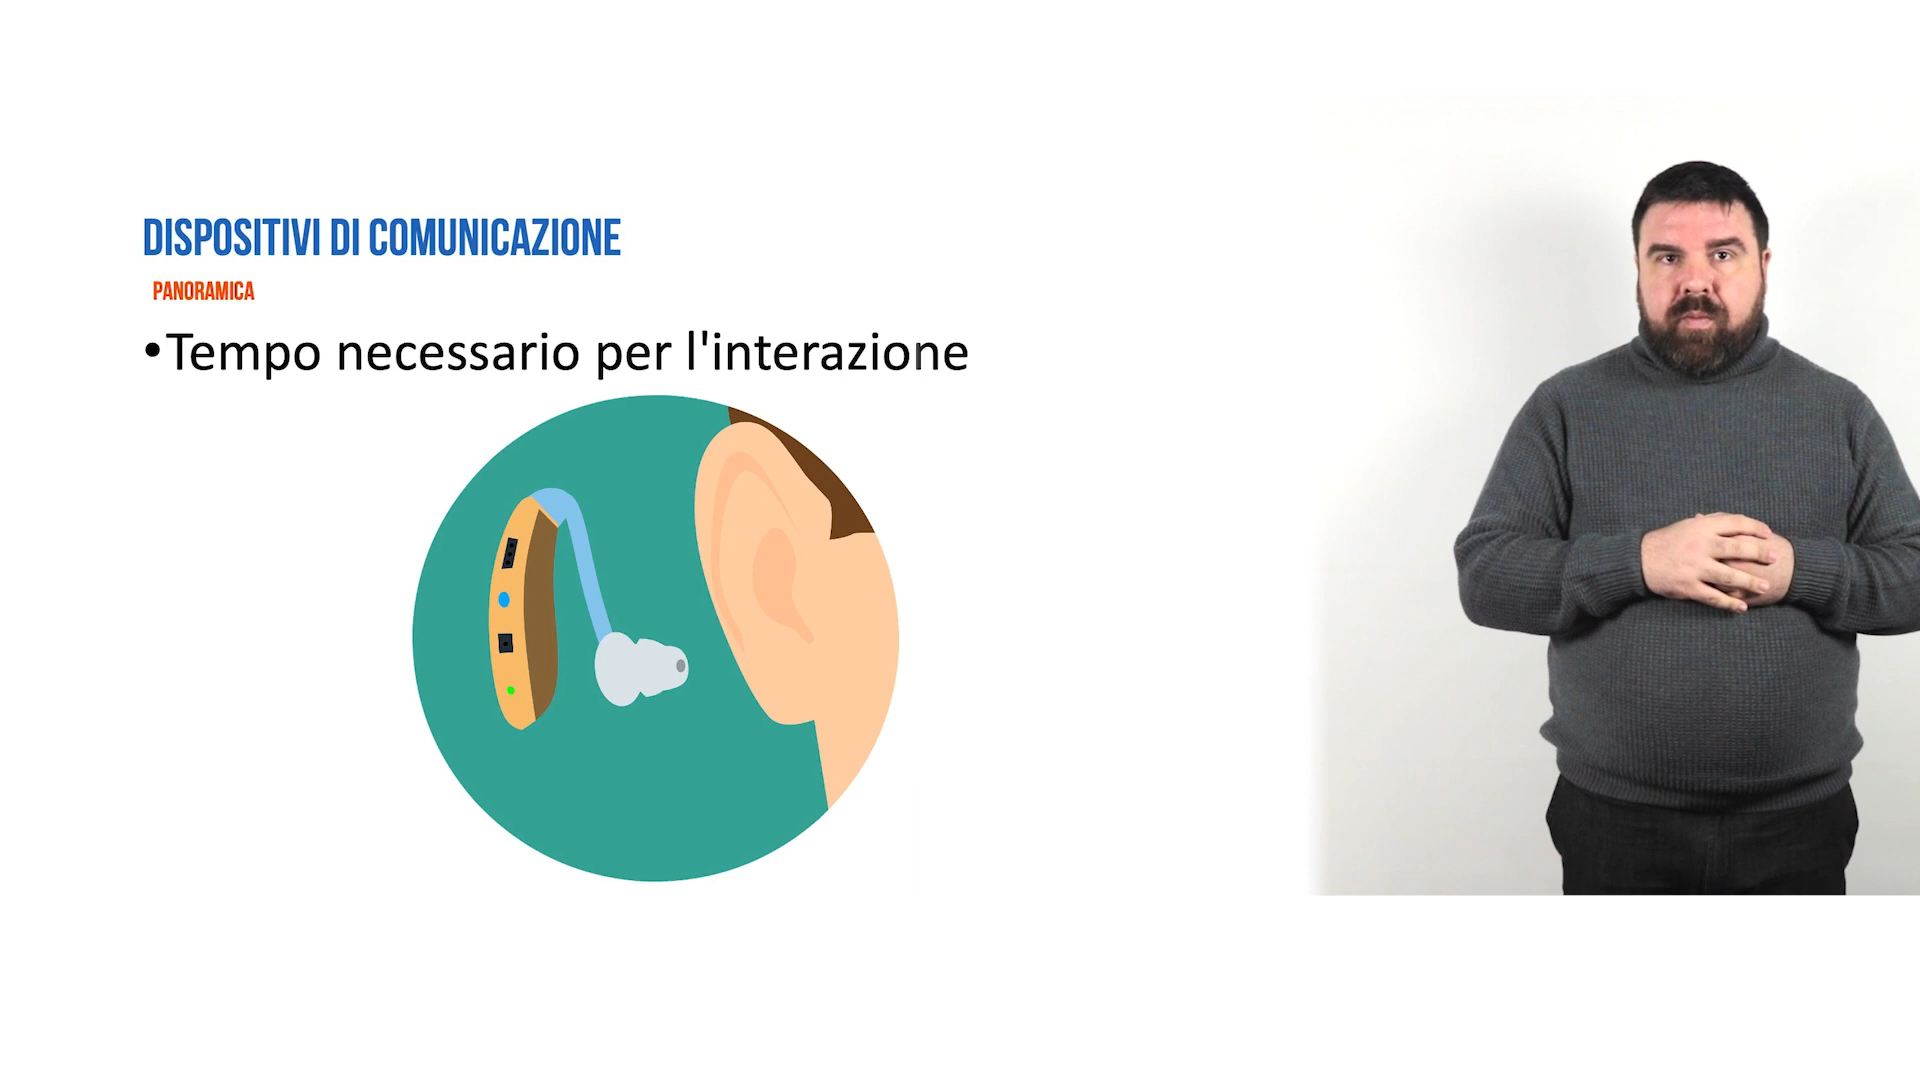 DISPOSITIVI DI COMUNICAZIONE
PANORAMICA
•Tempo necessario per l'interazione